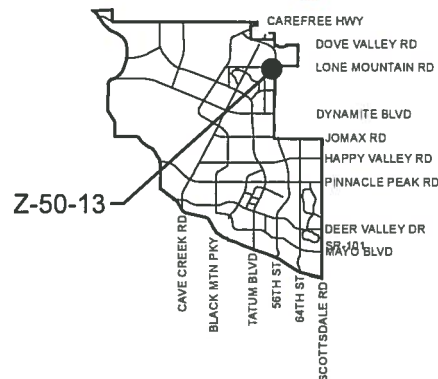 CAREFREE HWY
DOVE VALLEY RD
LONE MOUNTAIN RD
DYNAMITE BLVD
JOMAX RD
HAPPY VALLEY RD
PINNACLE PEAK RD
Z-50-13
DEER VALLEY DR
SR-101
MAYO BLVD
CAVE CREEK RD
BLACK MTN PKY
TATUM BLVD
56TH ST
64TH ST
SCOTTSDALE RD